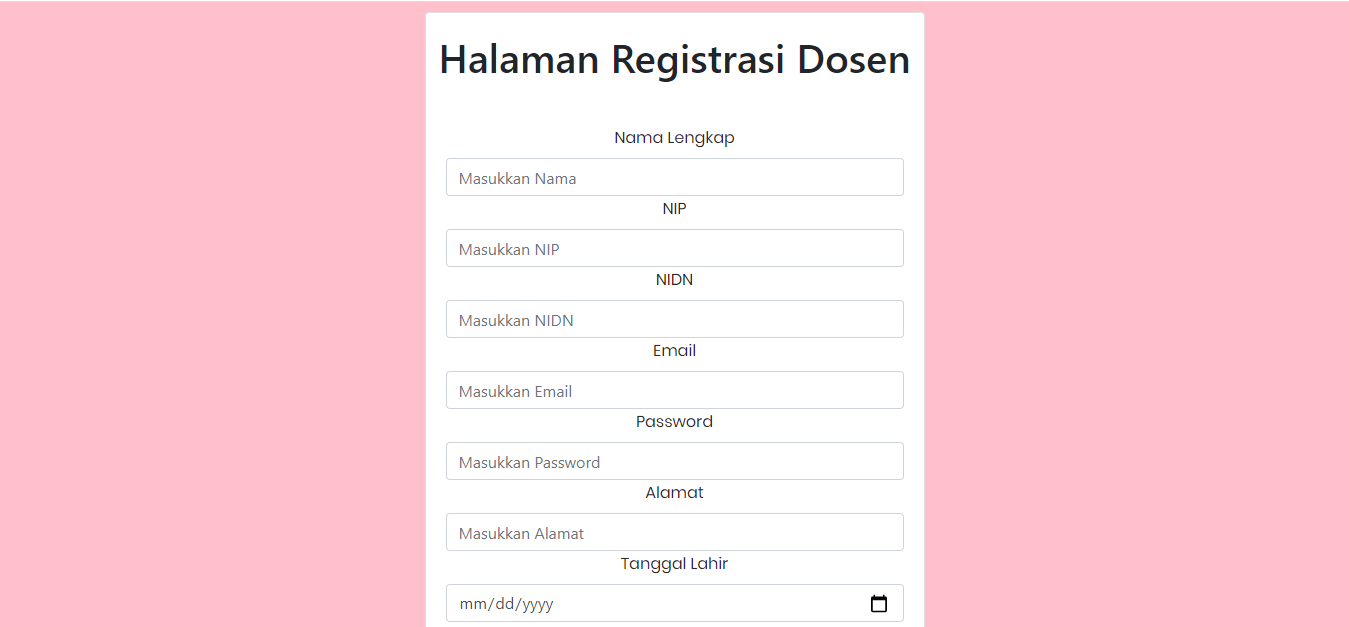 Halaman Registrasi Dosen
Nama Lengkap
Masukkan Nama
NIP
Masukkan NIP
NIDN
Masukkan NIDN
Email
Masukkan Email
Password
Masukkan Password
Alamat
Masukkan Alamat
Tanggal Lahir
mm/dd/yyyy